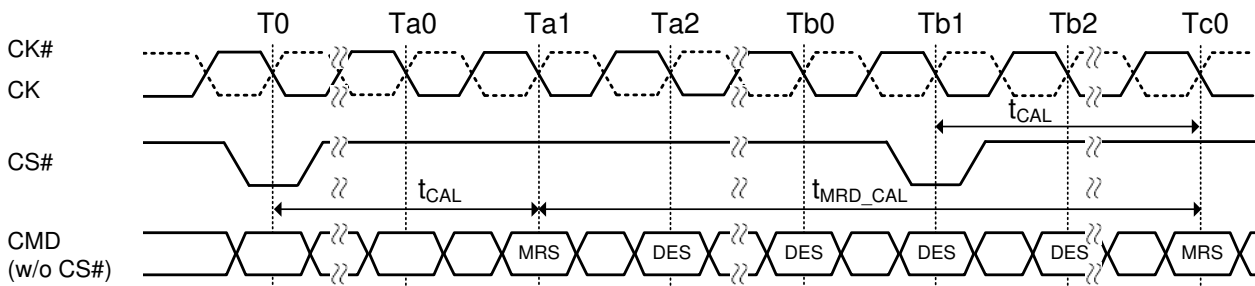 T0 Ta0 Ta1 Ta2 Tb0 Tb1 Tb2 Tc0
CK#
CK
tCAL
CS#
tCAL tMRD_CAL
CMD MRS DES DES DES DES MRS
(w/o CS#)